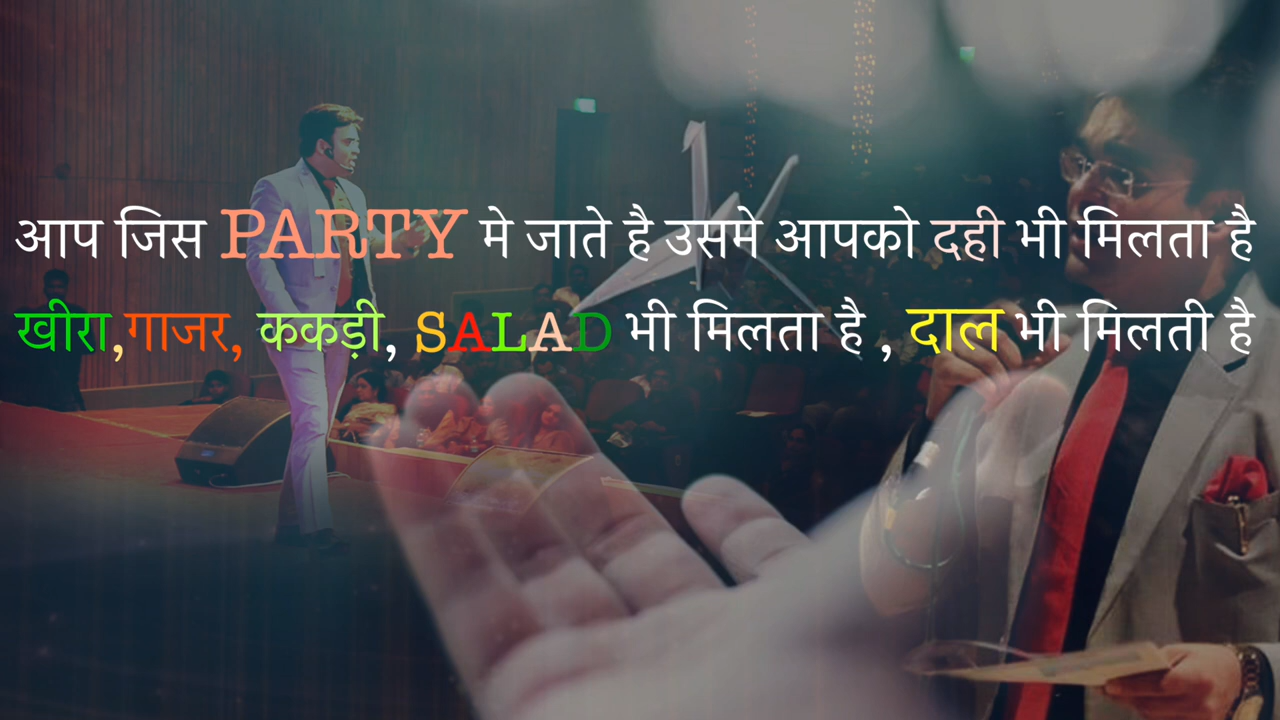 आप जिस PARTY मे जाते है उसमे आपको दही भी मिलता है
खीरा,गाजर, ककड़ी, SALAD भी मिलता है , दाल भी मिलती है